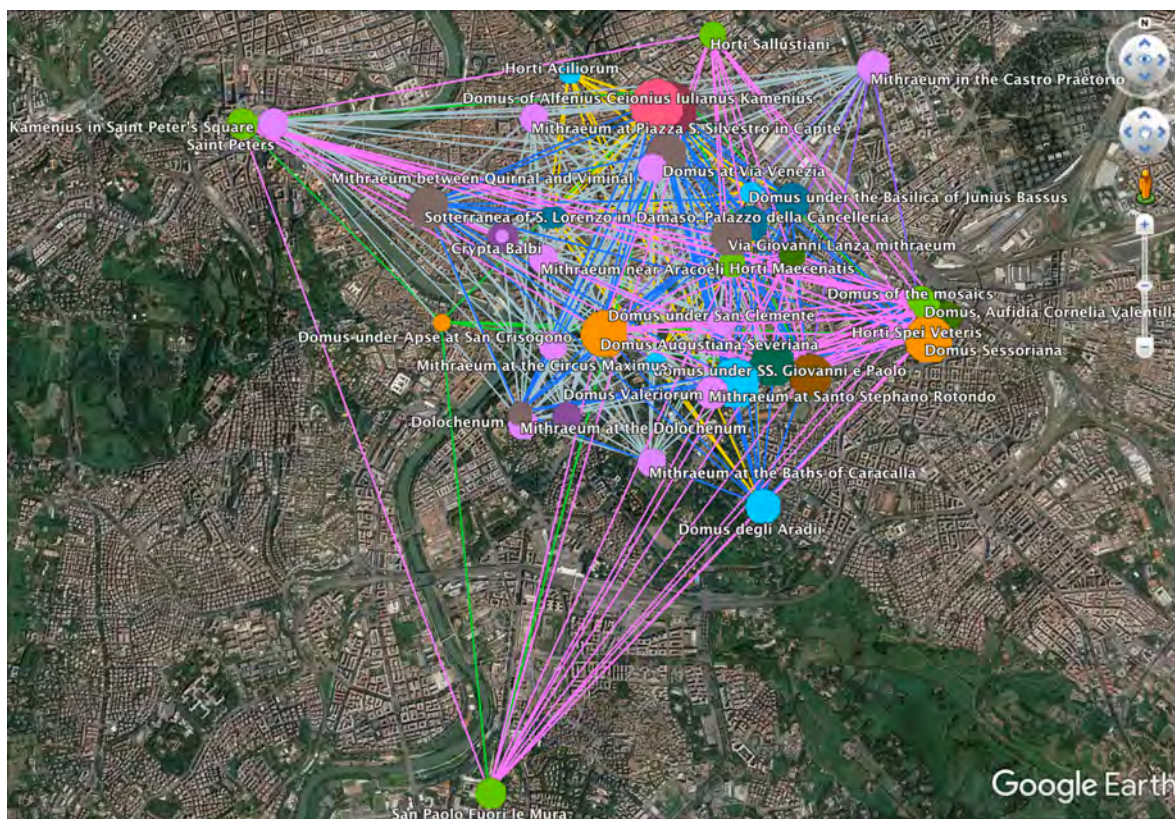 N
Horti Sallustiani
Horti Aciliorum
Mithraeum in the Castro Praetorio
Domus of Alfenius Ceionius Iulianus Kamenius
Kamenius in Saint Peter's Square
Mithraeum at Piazza S. Silvestro in Capite
Saint Peters
Domus at Via Venezia
Mithraeum between Quirnal and Viminal
Domus under the Basilica of Junius Bassus
Sotterranea of S. Lorenzo in Damaso, Palazzo della Cancelleria
Crypta Balbi
Via Giovanni Lanza mithraeum
Mithraeum near Aracoeli
Horti Maecenatis
Domus of the mosaics
Domus, Aufidia Cornelia Valentilla
Domus under San Clemente
Domus under Apse at San Crisogono
Horti Spei Veteris
Domus Augustiana Severiana
Domus Sessoriana
Mithraeum at the Circus Maximus
Domus under SS. Giovanni e Paolo
Domus Valeriorum
Mithraeum at Santo Stephano Rotondo
Dolochenum
Mithraeum at the Dolochenum
Mithraeum at the Baths of Caracalla
Domus degli Aradii
Google Earth
San Paolo Fuori le Mura